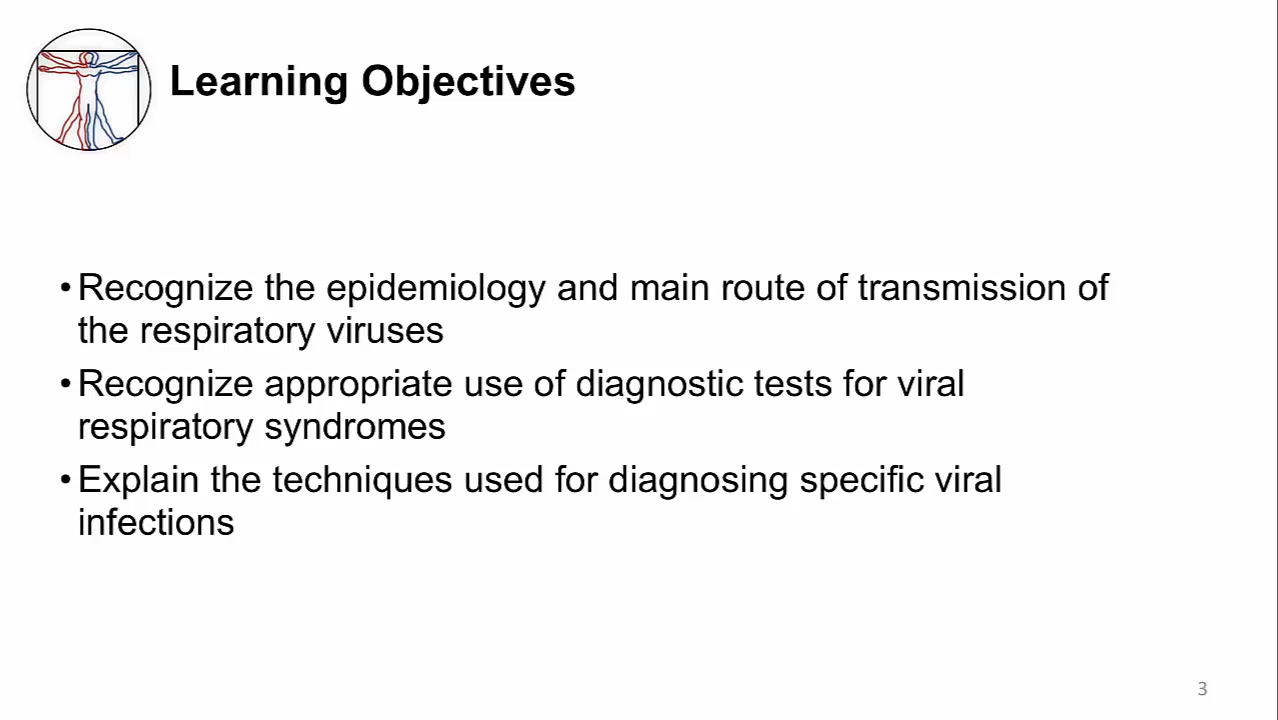 Learning Objectives
• Recognize the epidemiology and main route of transmission of
the respiratory viruses
• Recognize appropriate use of diagnostic tests for viral
respiratory syndromes
• Explain the techniques used for diagnosing specific viral
infections
3